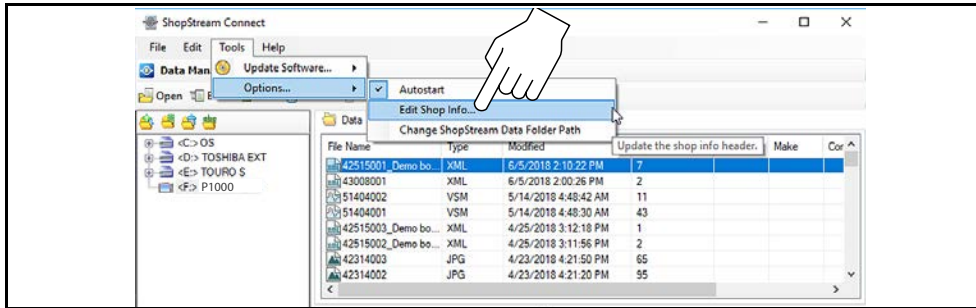 ShopStream Connect
File Edit Tools Help
Data Man Update Software...
Options... Autostart
Open E Edit Shop Info...
Data Change ShopStream Data Folder Path
<C:> OS
<D:> TOSHIBA EXT
<E:> TOURO S
<F:> P1000
File Name Type Modified Update the shop info header. Make Cor
42515001_Demo bo... XML 6/5/2018 2:10:22 PM 7
43008001 XML 6/5/2018 2:00:26 PM 2
51404002 VSM 5/14/2018 4:48:42 AM 11
51404001 VSM 5/14/2018 4:48:30 AM 43
42515003_Demo bo... XML 4/25/2018 3:12:18 PM 1
42515002_Demo bo... XML 4/25/2018 3:11:56 PM 2
42314003 JPG 4/23/2018 4:21:50 PM 65
42314002 JPG 4/23/2018 4:21:20 PM 95